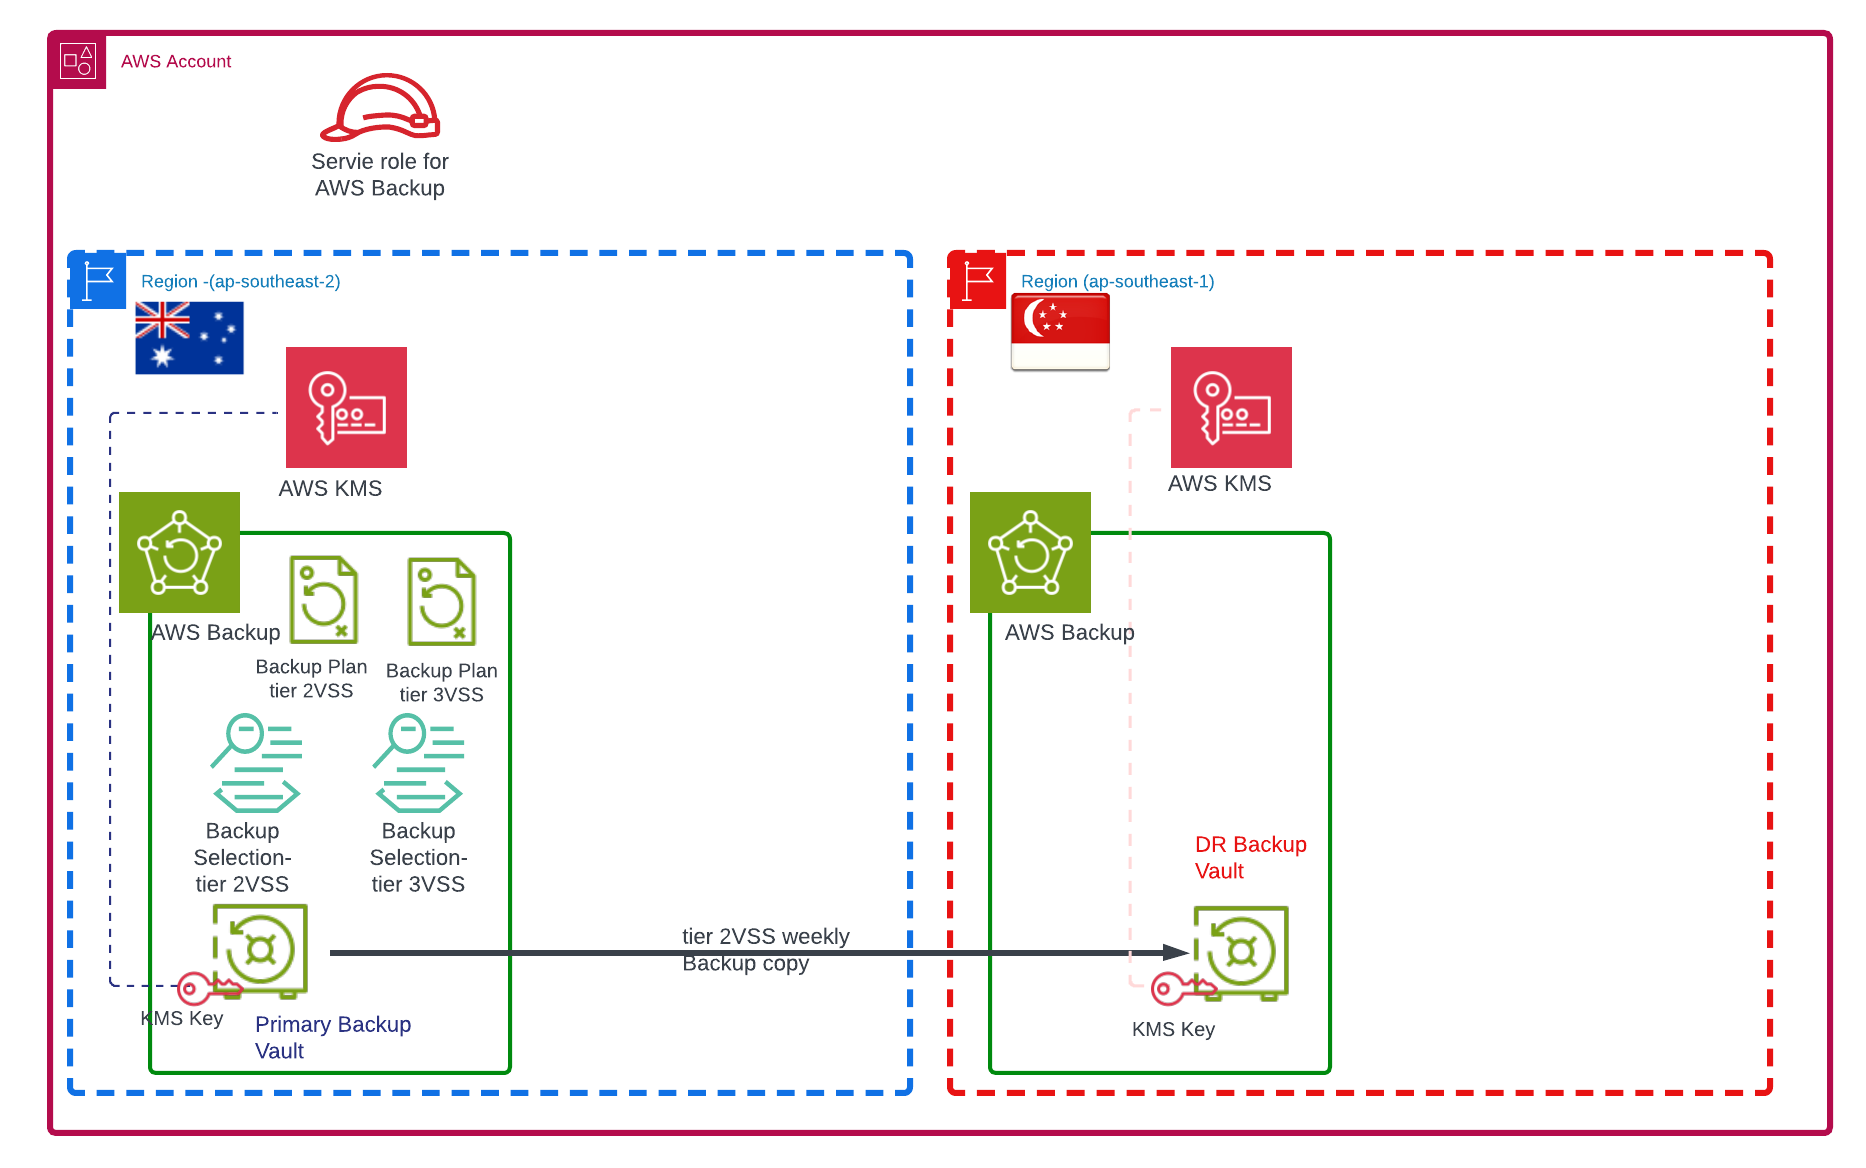 AWS Account
Servie role for
AWS Backup
Region -(ap-southeast-2)
AWS KMS
AWS Backup
Backup Plan
tier 2VSS
Backup Plan
tier 3VSS
Backup
Selection-
tier 2VSS
Backup
Selection-
tier 3VSS
KMS Key
Primary Backup
Vault
tier 2VSS weekly
Backup copy
Region (ap-southeast-1)
AWS KMS
AWS Backup
DR Backup
Vault
KMS Key